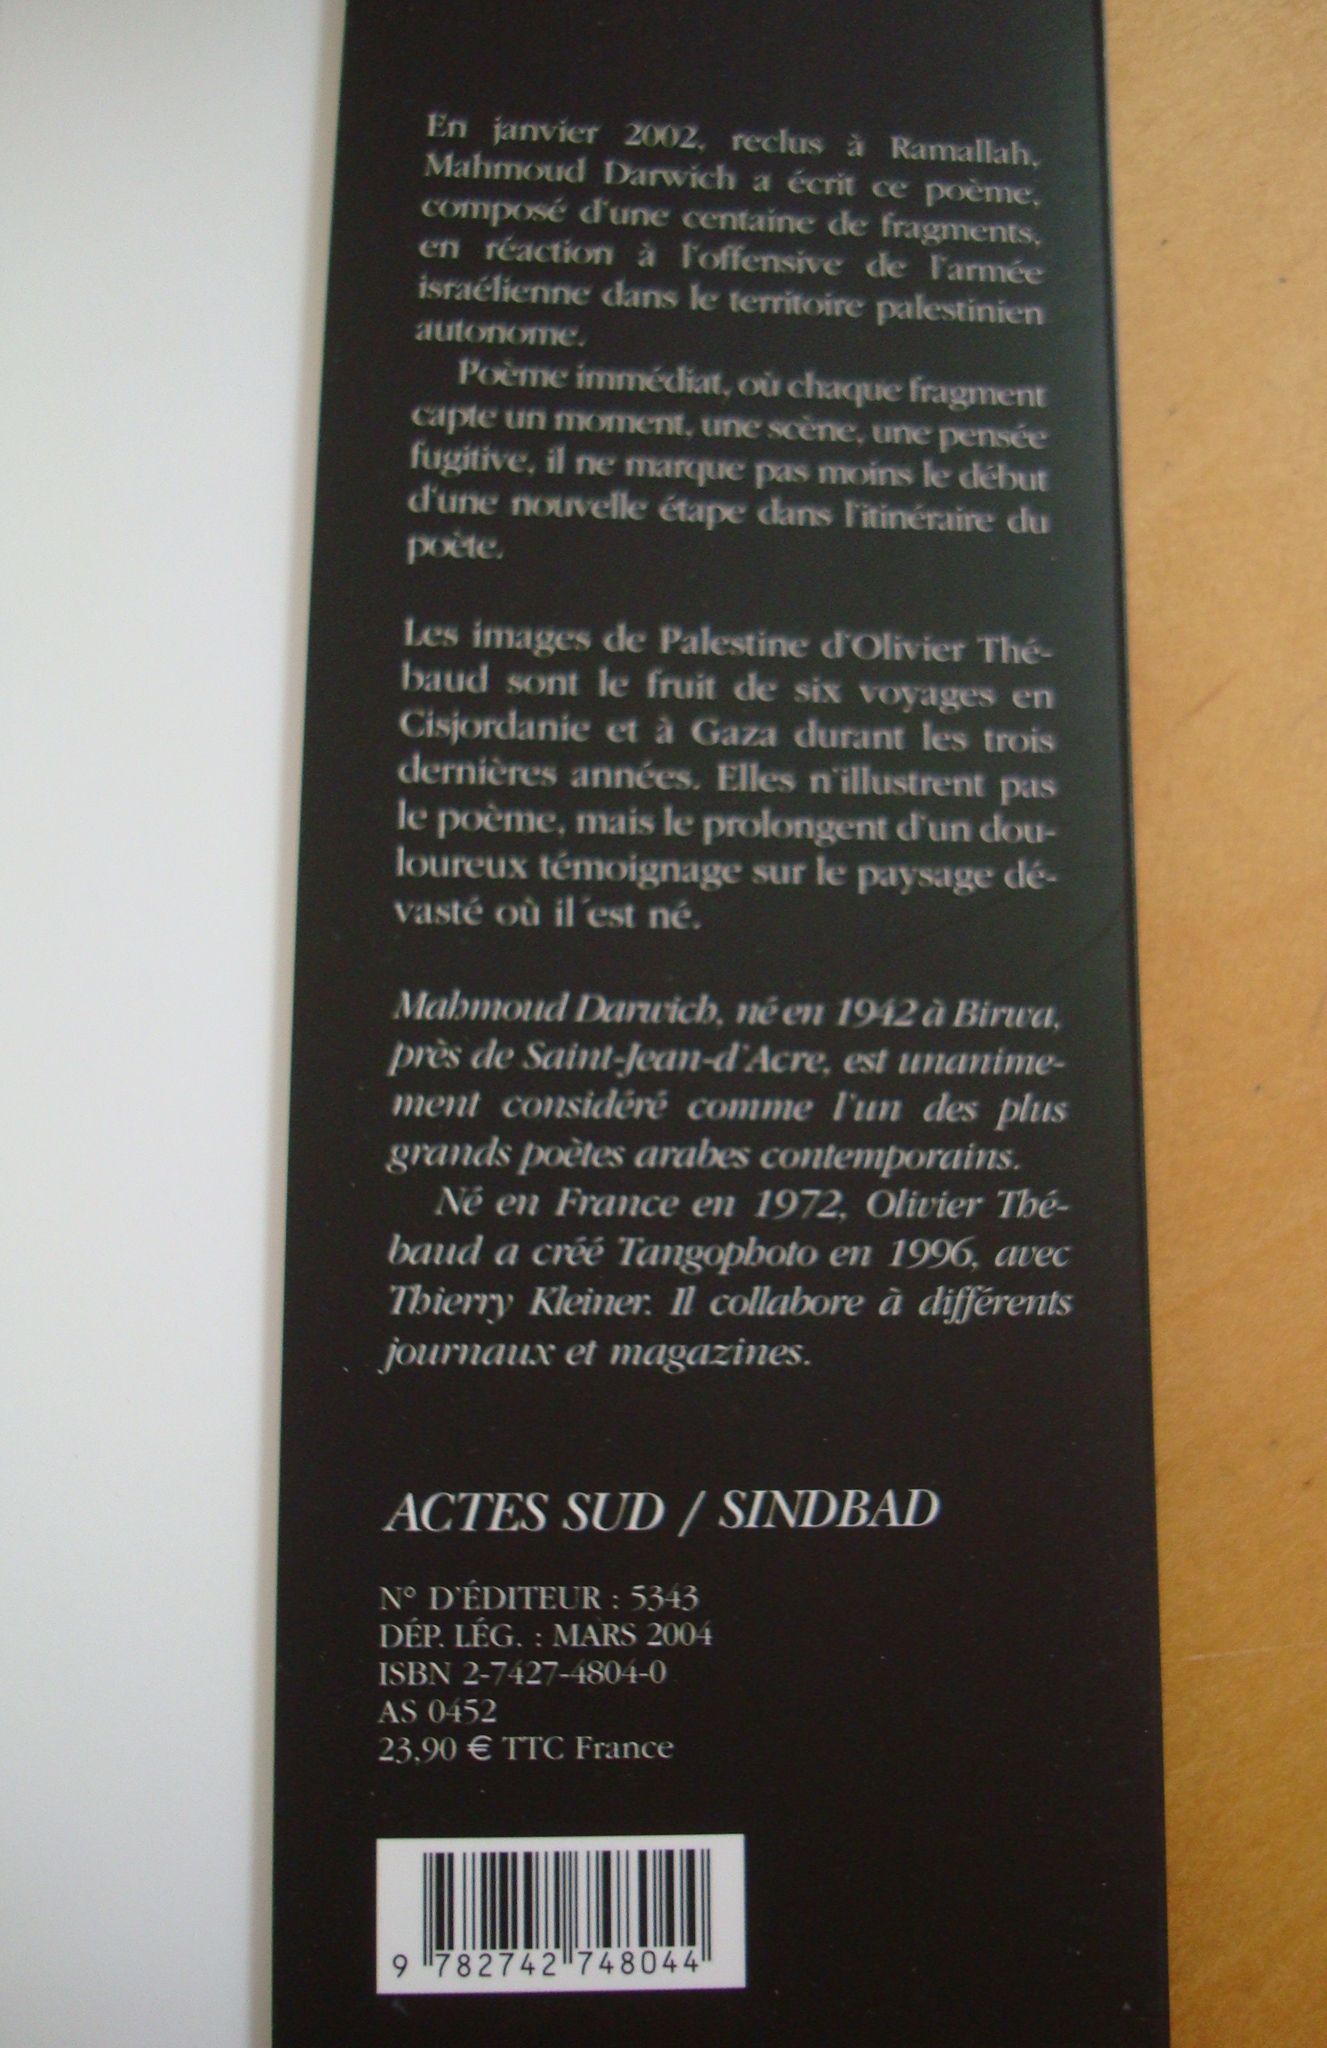 En janvier 2002, reclus à Ramallah,
Mahmoud Darwich a écrit ce poème,
composé d'une centaine de fragments,
en réaction à l'offensive de l'armée
israélienne dans le territoire palestinien
autonome.
Poème immédiat, où chaque fragment
capte un moment, une scène, une pensée
fugitive, il ne marque pas moins le début
d'une nouvelle étape dans l'itinéraire du
poète.
Les images de Palestine d'Olivier Thé-
baud sont le fruit de six voyages en
Cisjordanie et à Gaza durant les trois
dernières années. Elles n'illustrent pas
le poème, mais le prolongent d'un dou-
loureux témoignage sur le paysage dé-
vasté où il est né.
Mahmoud Darwich, né en 1942 à Birwa,
près de Saint-Jean-d'Acre, est unanime-
ment considéré comme l'un des plus
grands poètes arabes contemporains.
Né en France en 1972, Olivier Thé-
baud a créé Tangophoto en 1996, avec
Thierry Kleiner. Il collabore à différents
journaux et magazines.
ACTES SUD / SINDBAD
N° D'ÉDITEUR : 5343
DÉP. LÉG. : MARS 2004
ISBN 2-7427-4804-0
AS 0452
23,90 € TTC France
9 782742 748044